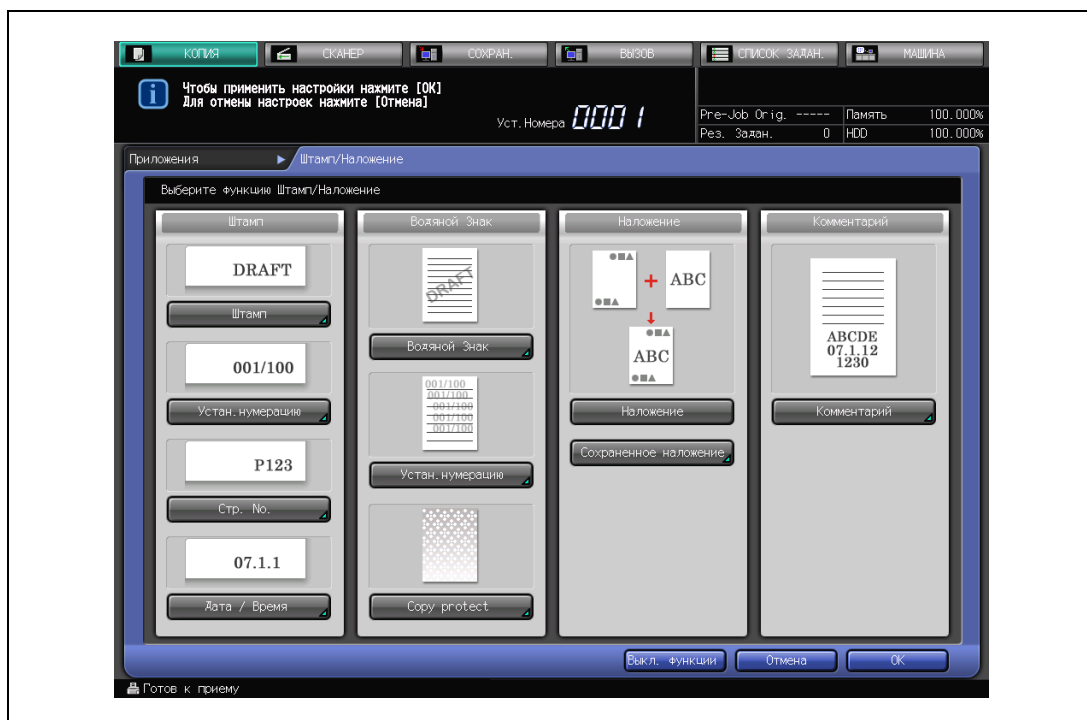 КОПИЯ СКАНЕР СОХРАН. ВЫЗОВ СПИСОК ЗАДАН. МАШИНА
Чтобы применить настройки нажмите [OK]
Для отмены настроек нажмите [Отмена]
Уст.Номера 0001
Pre-Job Orig. ----- Память 100.000%
Рез. Задан. 0 HDD 100.000%
Приложения Штамп/Наложение
Выберите функцию Штамп/Наложение
Штамп
DRAFT
Штамп
001/100
Устан.нумерацию
P123
Стр. No.
07.1.1
Дата / Время
Водяной Знак
DRAFT
Водяной Знак
001/100
001/100
001/100
001/100
001/100
Устан.нумерацию
Copy protect
Наложение
ABC
ABC
Наложение
Сохраненное наложение
Комментарий
ABCDE
07.1.12
1230
Комментарий
Выкл. функции Отмена OK
Готов к приему